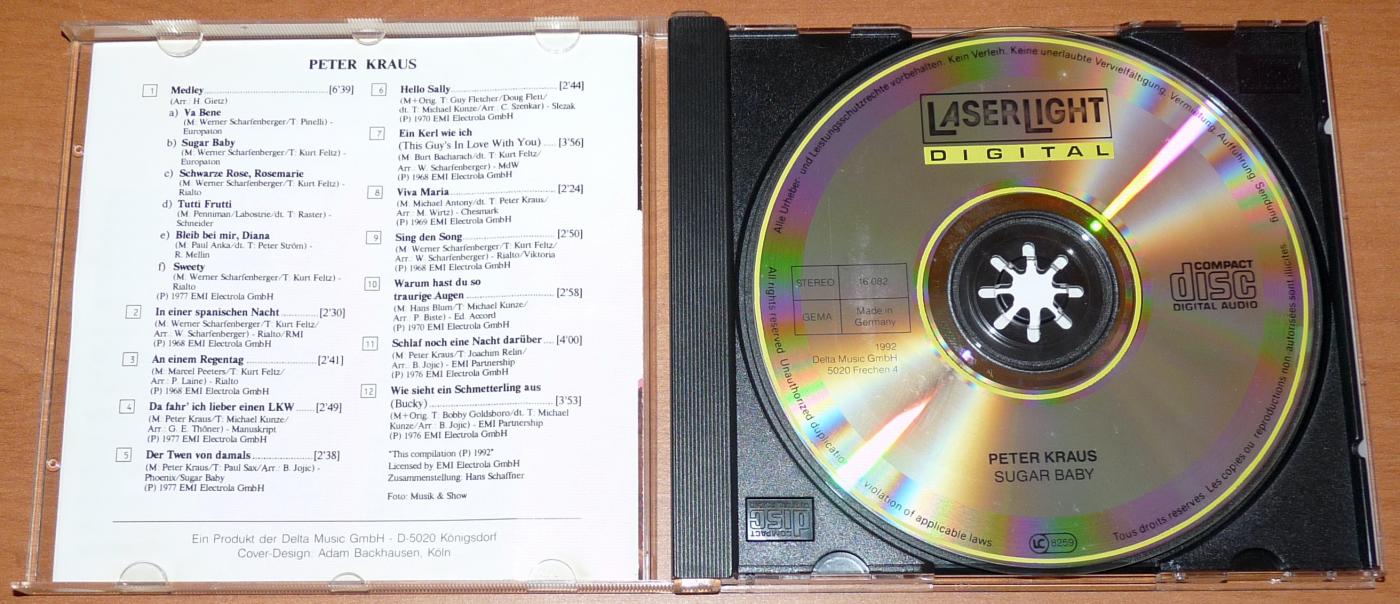 PETER KRAUS
1 Medley [6'39]
(Arr.: H. Gietz)
a) Va Bene
(M: Werner Scharfenberger/T: Pinelli) -
Europaton
b) Sugar Baby
(M: Werner Scharfenberger/T: Kurt Feltz) -
Europaton
c) Schwarze Rose, Rosemarie
(M: Werner Scharfenberger/T: Kurt Feltz) -
Rialto
d) Tutti Frutti
(M: Penniman/Labostrie/dt. T: Raster) -
Schneider
e) Bleib bei mir, Diana
(M: Paul Anka/dt. T: Peter Ström) -
R. Mellin
f) Sweety
(M: Werner Scharfenberger/T: Kurt Feltz) -
Rialto
(P) 1977 EMI Electrola GmbH
2 In einer spanischen Nacht [2'30]
(M: Werner Scharfenberger/T: Kurt Feltz/
Arr.: W. Scharfenberger) - Rialto/RMI
(P) 1968 EMI Electrola GmbH
3 An einem Regentag [2'41]
(M: Marcel Peeters/T: Kurt Feltz/
Arr.: P. Laine) - Rialto
(P) 1968 EMI Electrola GmbH
4 Da fahr' ich lieber einen LKW [2'49]
(M: Peter Kraus/T: Michael Kunze/
Arr.: G. E. Thöner) - Manuskript
(P) 1977 EMI Electrola GmbH
5 Der Twen von damals [2'38]
(M: Peter Kraus/T: Paul Sax/Arr.: B. Jojic) -
Phoenix/Sugar Baby
(P) 1977 EMI Electrola GmbH
6 Hello Sally [2'44]
(M+Orig. T: Guy Fletcher/Doug Flett/
dt. T: Michael Kunze/Arr.: C. Szenkar) - Slezak
(P) 1970 EMI Electrola GmbH
7 Ein Kerl wie ich
(This Guy's In Love With You) [3'56]
(M: Burt Bacharach/dt. T: Kurt Feltz/
Arr.: W. Scharfenberger) - MdW
(P) 1968 EMI Electrola GmbH
8 Viva Maria [2'24]
(M: Michael Antony/dt. T: Peter Kraus/
Arr.: M. Wirtz) - Chesmark
(P) 1969 EMI Electrola GmbH
9 Sing den Song [2'50]
(M: Werner Scharfenberger/T: Kurt Feltz/
Arr.: W. Scharfenberger) - Rialto/Viktoria
(P) 1968 EMI Electrola GmbH
10 Warum hast du so
traurige Augen [2'58]
(M: Hans Blum/T: Michael Kunze/
Arr.: P. Biste) - Ed. Accord
(P) 1970 EMI Electrola GmbH
11 Schlaf noch eine Nacht darüber [4'00]
(M: Peter Kraus/T: Joachim Relin/
Arr.: B. Jojic) - EMI Partnership
(P) 1976 EMI Electrola GmbH
12 Wie sieht ein Schmetterling aus
(Bucky) [3'53]
(M+Orig. T: Bobby Goldsboro/dt. T: Michael
Kunze/Arr.: B. Jojic) - EMI Partnership
(P) 1976 EMI Electrola GmbH
"This compilation (P) 1992"
Licensed by EMI Electrola GmbH
Zusammenstellung: Hans Schaffner
Foto: Musik & Show
Ein Produkt der Delta Music GmbH - D-5020 Königsdorf
Cover-Design: Adam Backhausen, Köln
Alle Urheber- und Leistungsschutzrechte vorbehalten. Kein Verleih. Keine unerlaubte Vervielfältigung, Vermietung, Aufführung, Sendung
LASERLIGHT
DIGITAL
STEREO 16 082
GEMA Made in
Germany
1992
Delta Music GmbH
5020 Frechen 4
COMPACT
disc
DIGITAL AUDIO
PETER KRAUS
SUGAR BABY
All rights reserved. Unauthorized duplication violation of applicable laws
LC 8259
Tous droits réservés. Les copies ou reproductions non autorisées sont illicites.
COMPACT
disc